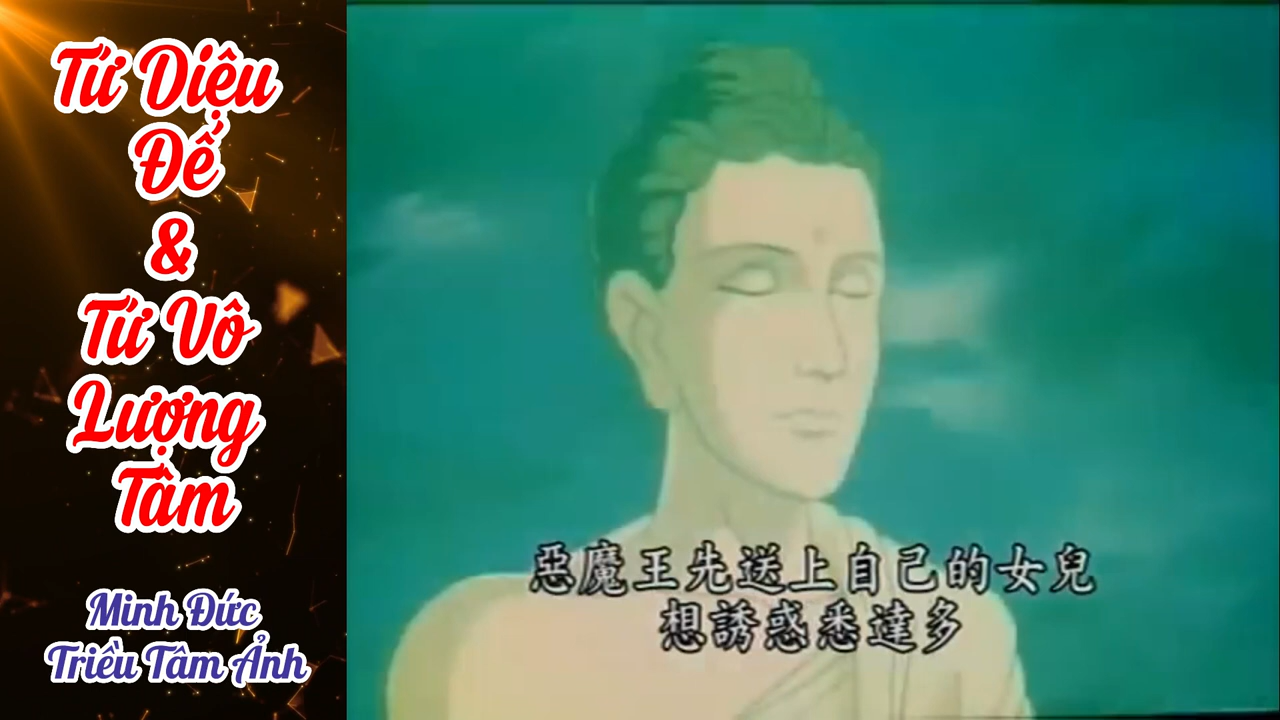 Tứ Diệu
Đế
&
Tứ Vô
Lượng
Tâm
Minh Đức
Triều Tâm Ảnh
惡魔王先送上自己的女兒
想誘惑悉達多